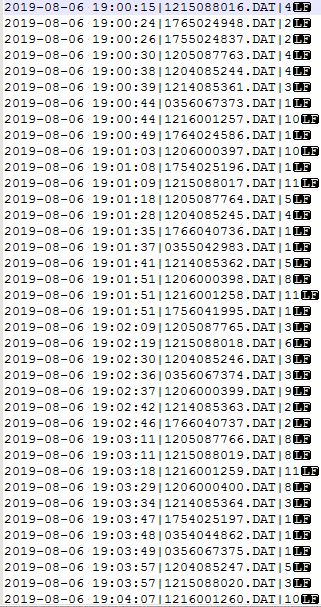 2019-08-06 19:00:15|1215088016.DAT|4LF
2019-08-06 19:00:24|1765024948.DAT|2LF
2019-08-06 19:00:26|1755024837.DAT|2LF
2019-08-06 19:00:30|1205087763.DAT|4LF
2019-08-06 19:00:38|1204085244.DAT|4LF
2019-08-06 19:00:39|1214085361.DAT|3LF
2019-08-06 19:00:44|0356067373.DAT|1LF
2019-08-06 19:00:44|1216001257.DAT|10LF
2019-08-06 19:00:49|1764024586.DAT|1LF
2019-08-06 19:01:03|1206000397.DAT|10LF
2019-08-06 19:01:08|1754025196.DAT|1LF
2019-08-06 19:01:09|1215088017.DAT|11LF
2019-08-06 19:01:18|1205087764.DAT|5LF
2019-08-06 19:01:28|1204085245.DAT|4LF
2019-08-06 19:01:35|1766040736.DAT|1LF
2019-08-06 19:01:37|0355042983.DAT|1LF
2019-08-06 19:01:41|1214085362.DAT|5LF
2019-08-06 19:01:51|1206000398.DAT|8LF
2019-08-06 19:01:51|1216001258.DAT|11LF
2019-08-06 19:01:51|1756041995.DAT|1LF
2019-08-06 19:02:09|1205087765.DAT|3LF
2019-08-06 19:02:19|1215088018.DAT|6LF
2019-08-06 19:02:30|1204085246.DAT|3LF
2019-08-06 19:02:36|0356067374.DAT|3LF
2019-08-06 19:02:37|1206000399.DAT|9LF
2019-08-06 19:02:42|1214085363.DAT|2LF
2019-08-06 19:02:46|1766040737.DAT|2LF
2019-08-06 19:03:11|1205087766.DAT|8LF
2019-08-06 19:03:11|1215088019.DAT|8LF
2019-08-06 19:03:18|1216001259.DAT|11LF
2019-08-06 19:03:29|1206000400.DAT|8LF
2019-08-06 19:03:34|1214085364.DAT|3LF
2019-08-06 19:03:47|1754025197.DAT|1LF
2019-08-06 19:03:48|0354044862.DAT|1LF
2019-08-06 19:03:49|0356067375.DAT|1LF
2019-08-06 19:03:57|1204085247.DAT|5LF
2019-08-06 19:03:57|1215088020.DAT|3LF
2019-08-06 19:04:07|1216001260.DAT|10LF